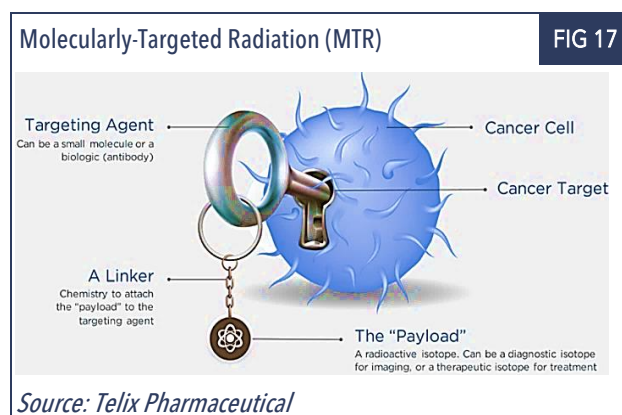 Molecularly-Targeted Radiation (MTR)
FIG 17
Targeting Agent
Can be a small molecule or a
biologic (antibody)
Cancer Cell
Cancer Target
A Linker
Chemistry to attach
the "payload" to the
targeting agent
The "Payload"
A radioactive isotope. Can be a diagnostic isotope
for imaging, or a therapeutic isotope for treatment
Source: Telix Pharmaceutical